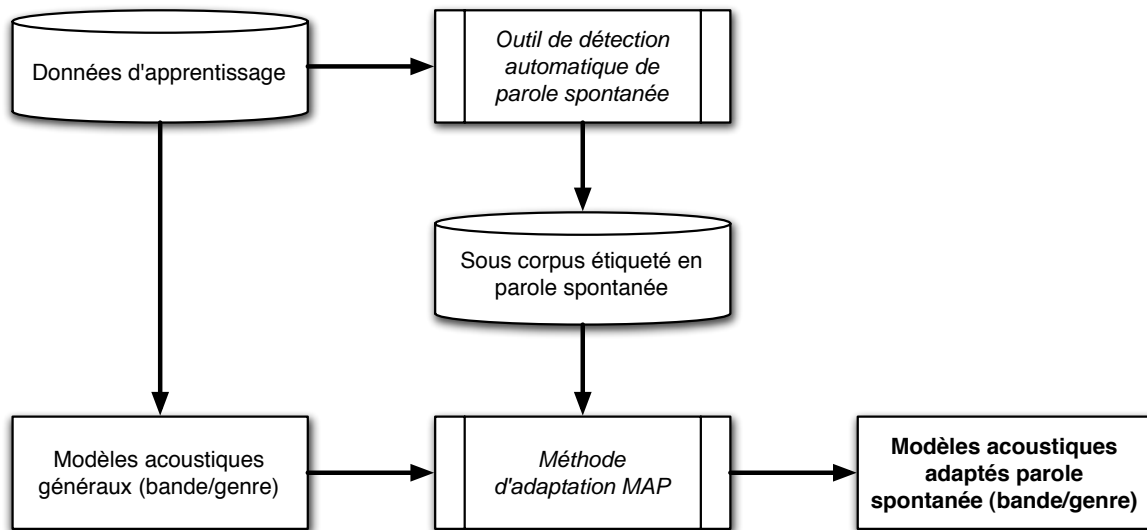 Données d'apprentissage
Outil de détection
automatique de
parole spontanée
Sous corpus étiqueté en
parole spontanée
Modèles acoustiques
généraux (bande/genre)
Méthode
d'adaptation MAP
Modèles acoustiques
adaptés parole
spontanée (bande/genre)